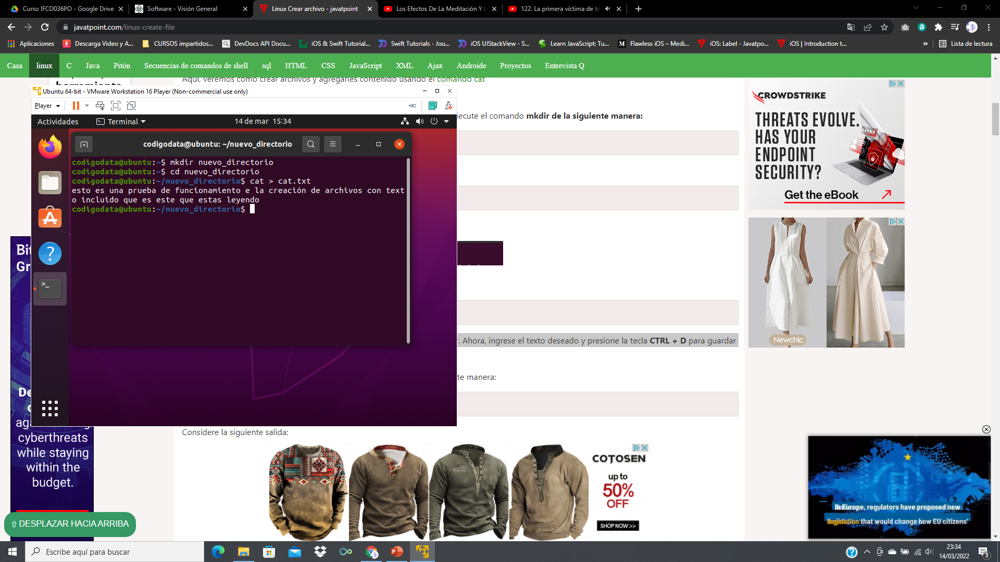 Curso IFCD036PO - Google Drive
Software - Visión General
Linux Crear archivo - javatpoint
Los Efectos De La Meditación Y L
122. La primera víctima de to
javatpoint.com/linux-create-file
Aplicaciones
Descarga Video y A...
CURSOS impartidos...
DevDocs API Docu...
iOS & Swift Tutorial...
Swift Tutorials - Jou...
iOS UIStackView - S...
Learn JavaScript: Tu...
Flawless iOS – Medi...
iOS: Label - Javatpo...
iOS | Introduction t...
»
Lista de lectura
Casa
linux
C
Java
Pitón
Secuencias de comandos de shell
sql
HTML
CSS
JavaScript
XML
Ajax
Androide
Proyectos
Entrevista Q
herramienta
Aquí, veremos cómo crear archivos y agregarles contenido usando el comando cat
Ubuntu 64-bit - VMware Workstation 16 Player (Non-commercial use only)
Player
Actividades
Terminal
14 de mar 15:34
codigodata@ubuntu: ~/nuevo_directorio
codigodata@ubuntu:~$ mkdir nuevo_directorio
codigodata@ubuntu:~$ cd nuevo_directorio
codigodata@ubuntu:~/nuevo_directorio$ cat > cat.txt
esto es una prueba de funcionamiento e la creación de archivos con text
o incluido que es este que estas leyendo
codigodata@ubuntu:~/nuevo_directorio$
jecute el comando mkdir de la siguiente manera:
. Ahora, ingrese el texto deseado y presione la tecla CTRL + D para guardar
te manera:
Considere la siguiente salida:
CROWDSTRIKE
THREATS EVOLVE.
HAS YOUR
ENDPOINT
SECURITY?
Get the eBook
Newchic
Bit
Gr
De
aga
cyberthreats
while staying
within the
budget.
⇧ DESPLAZAR HACIA ARRIBA
COTOSEN
up to
50%
OFF
SHOP NOW >>
In Europe, regulators have proposed new
legislation that would change how EU citizens'
Escribe aquí para buscar
23:34
14/03/2022
3